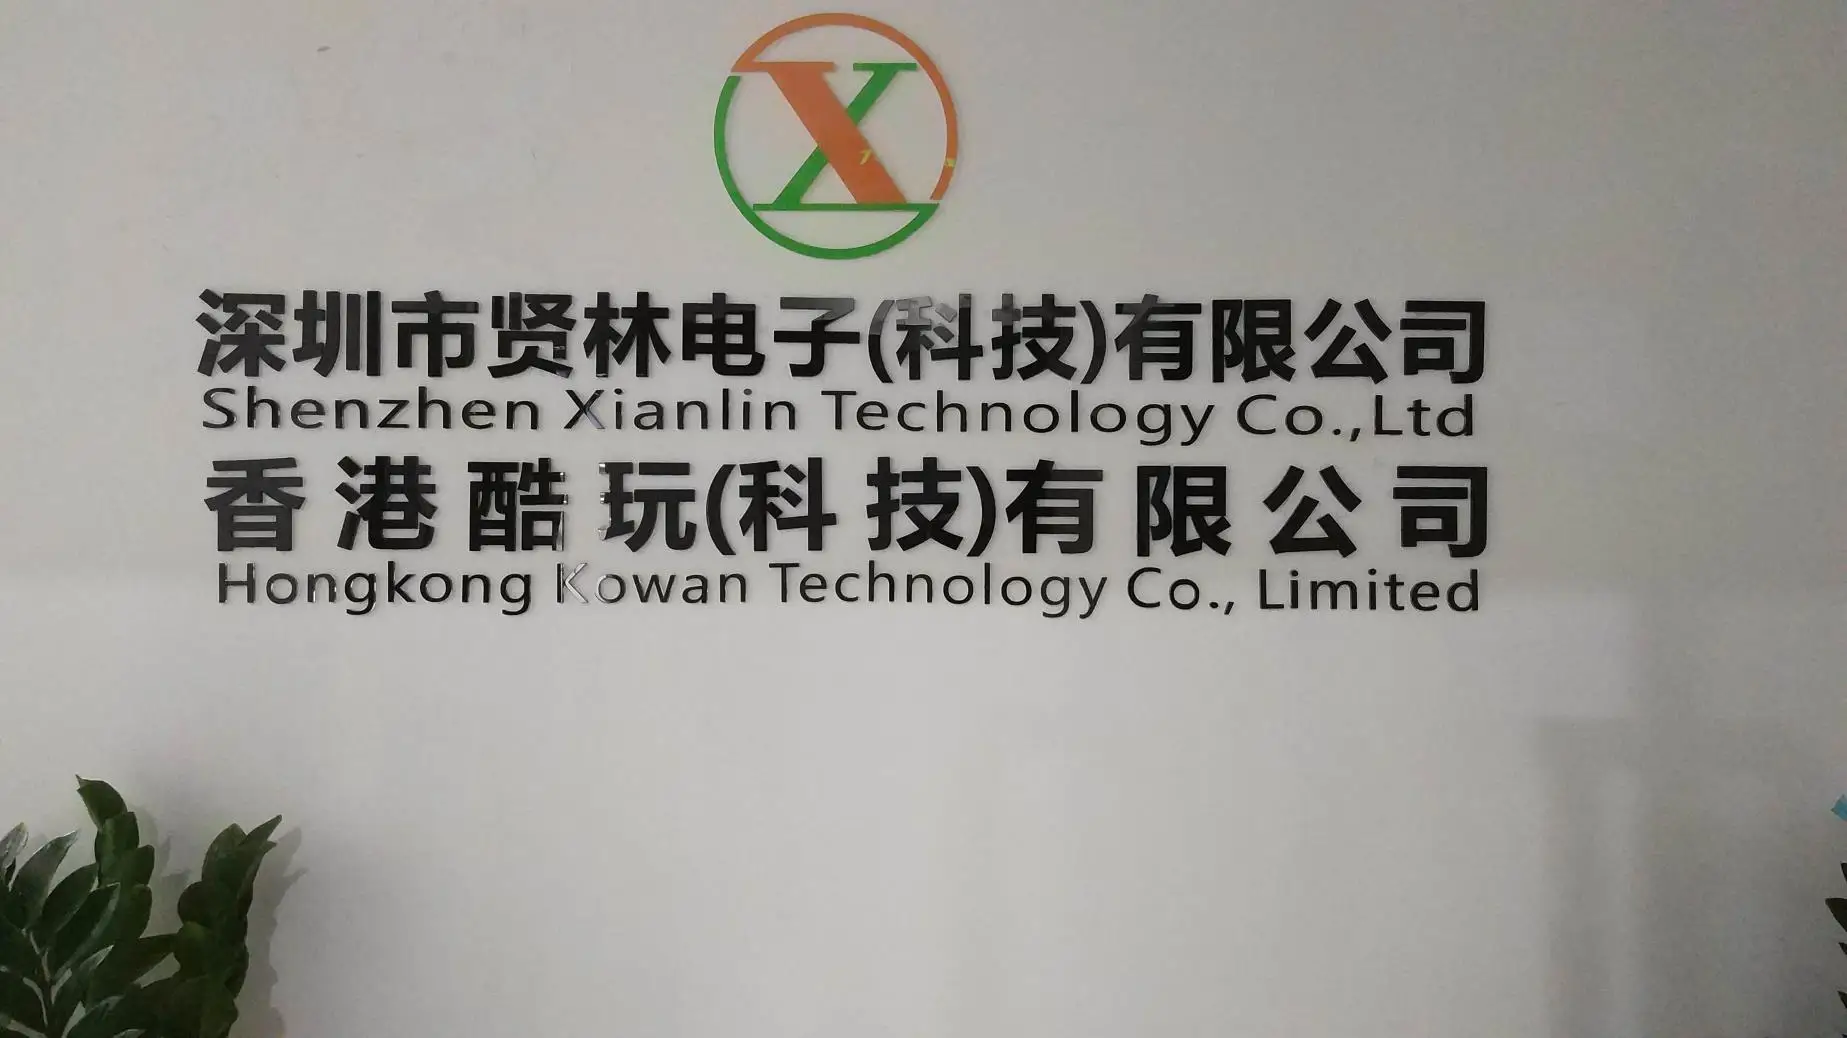 X
深圳市贤林电子(科技)有限公司
Shenzhen Xianlin Technology Co.,Ltd
香港酷玩(科技)有限公司
Hongkong Kowan Technology Co., Limited